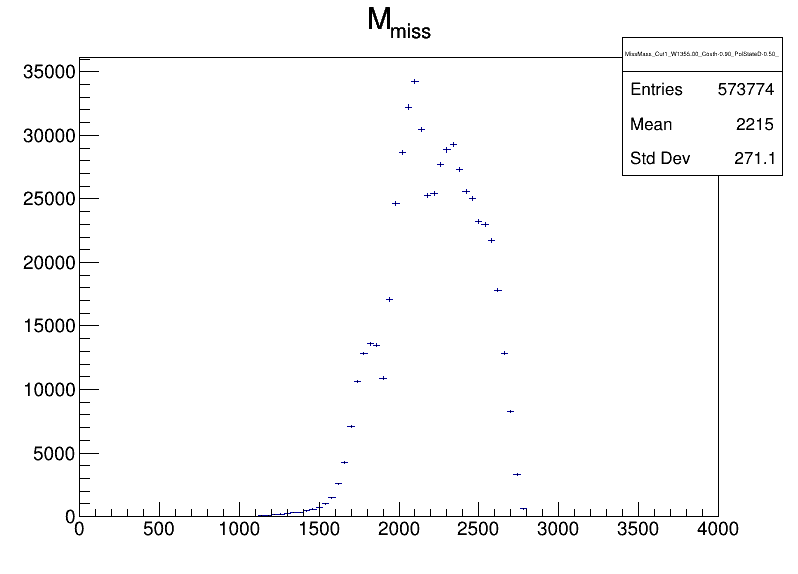 M_miss
MissMass_Cut1_W1355.00_Costh-0.90_PolStateD-0.50_
Entries 573774
Mean 2215
Std Dev 271.1
35000
30000
25000
20000
15000
10000
5000
0
0 500 1000 1500 2000 2500 3000 3500 4000